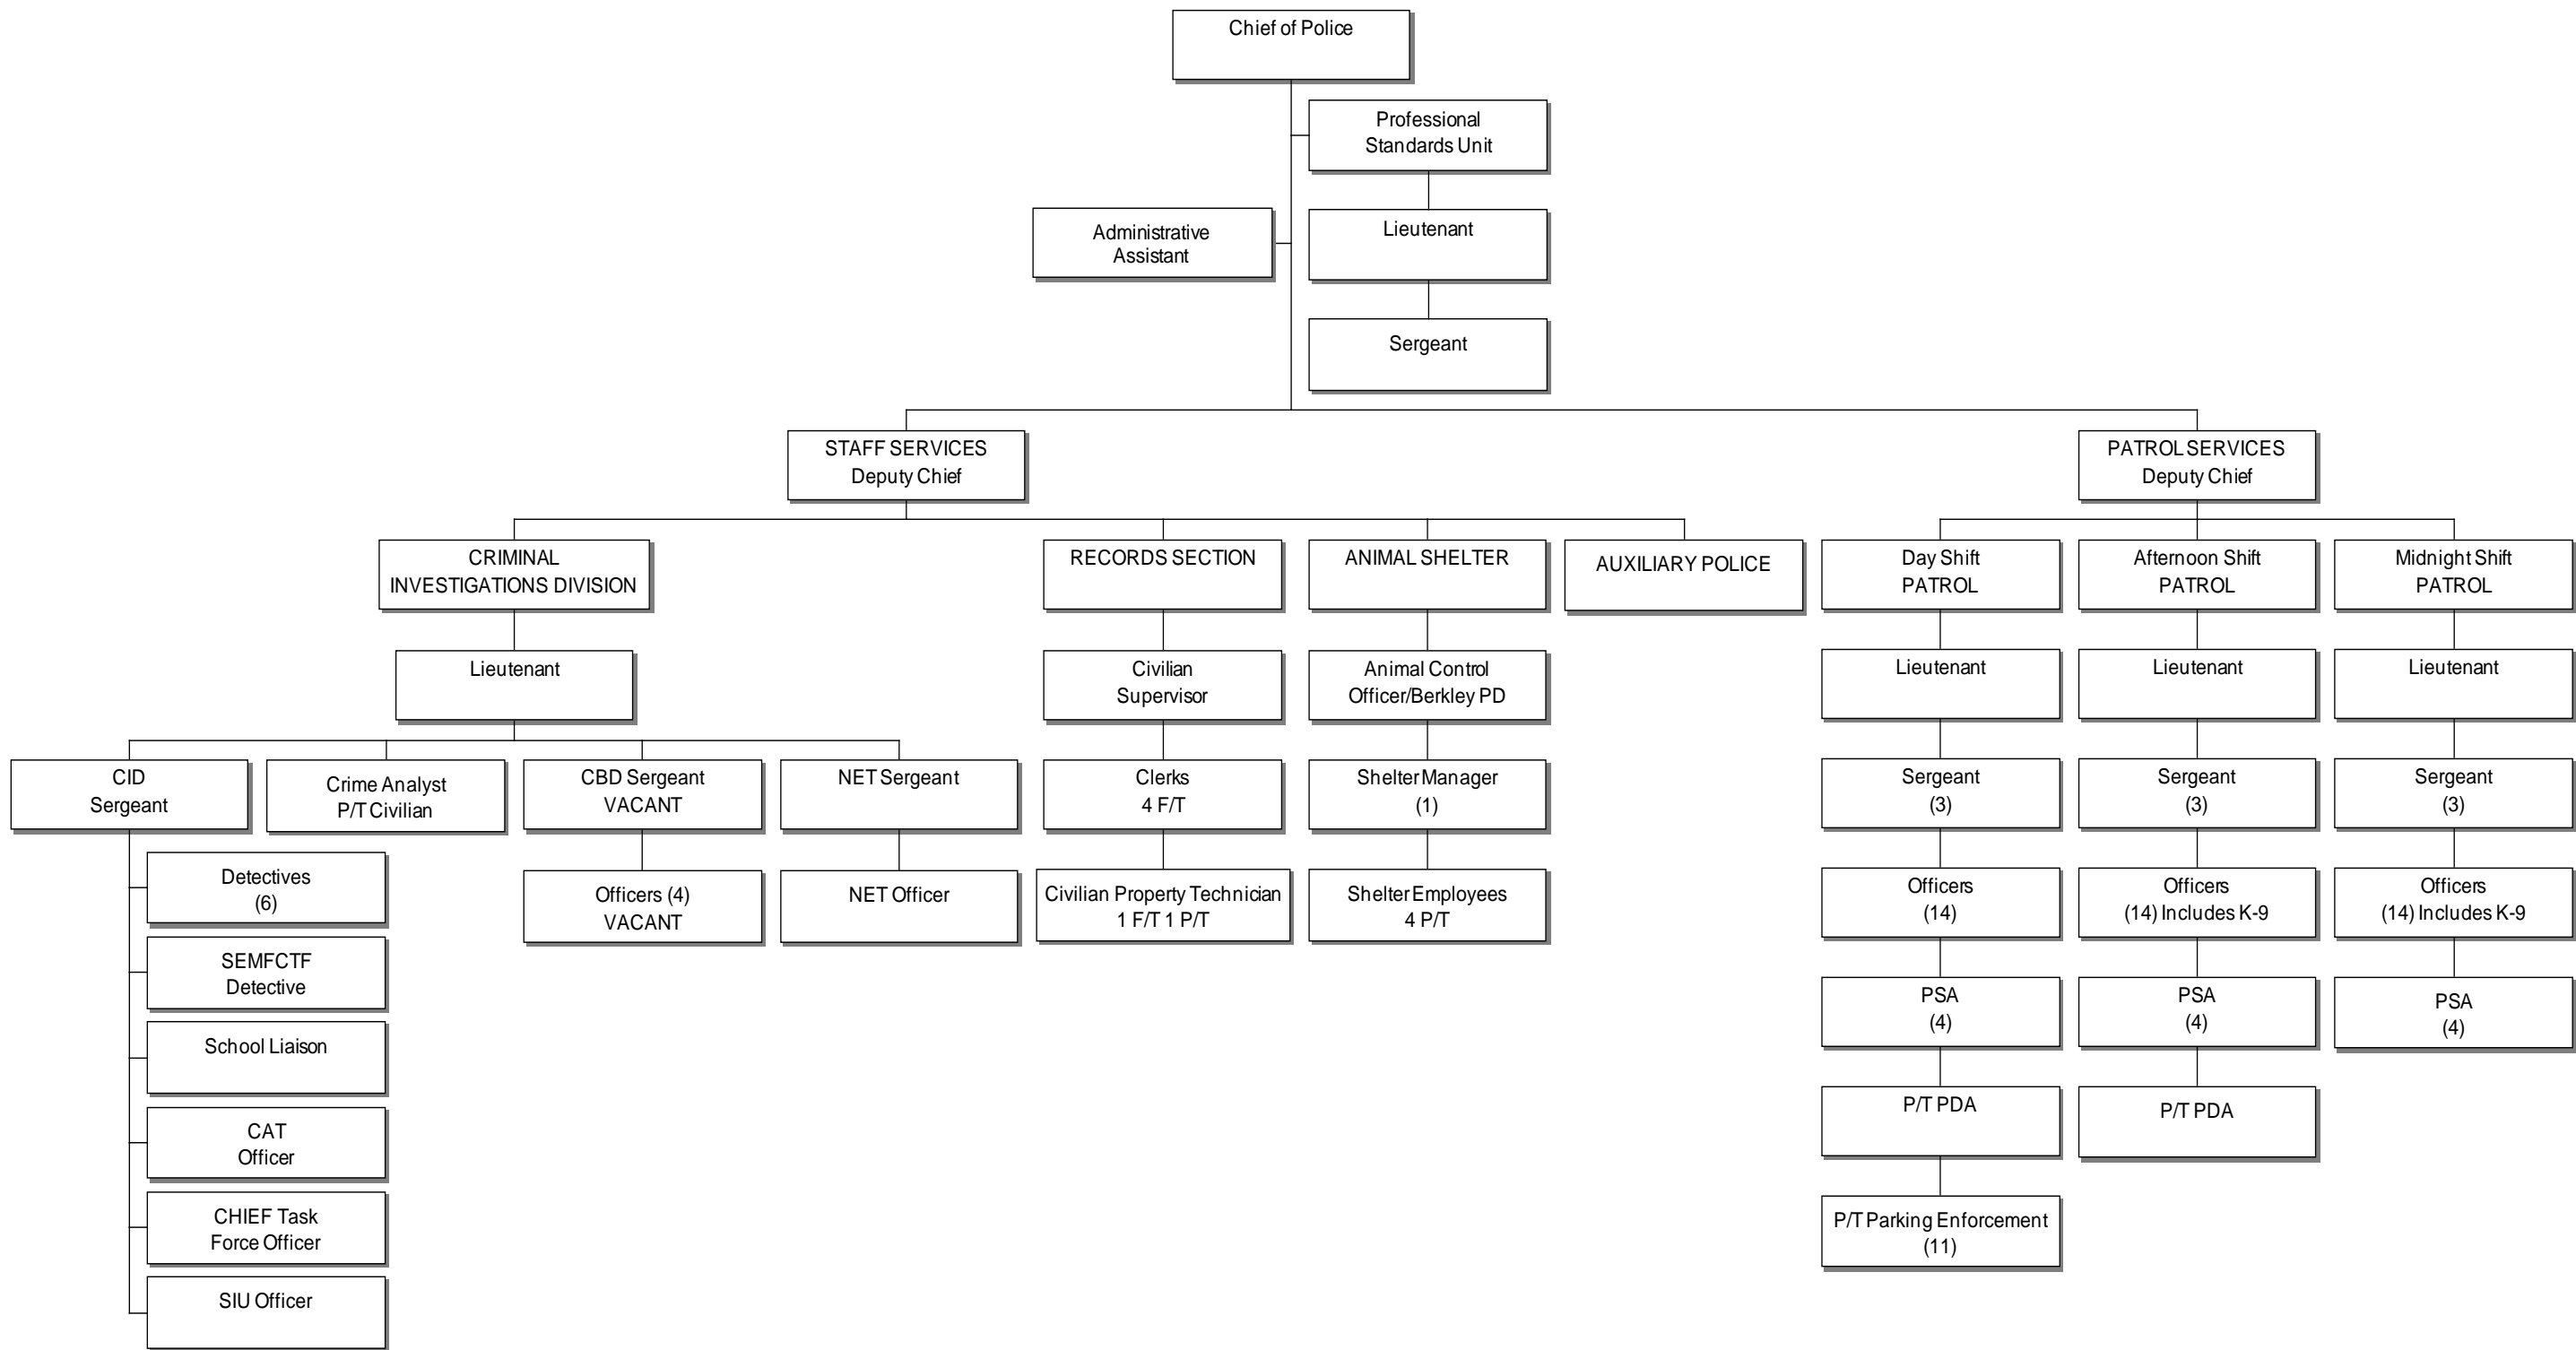 Chief of Police
Professional
Standards Unit
Administrative
Assistant
Lieutenant
Sergeant
STAFF SERVICES
Deputy Chief
PATROL SERVICES
Deputy Chief
CRIMINAL
INVESTIGATIONS DIVISION
RECORDS SECTION
ANIMAL SHELTER
AUXILIARY POLICE
Day Shift
PATROL
Afternoon Shift
PATROL
Midnight Shift
PATROL
Lieutenant
Civilian
Supervisor
Animal Control
Officer/Berkley PD
Lieutenant
Lieutenant
Lieutenant
CID
Sergeant
Crime Analyst
P/T Civilian
CBD Sergeant
VACANT
NET Sergeant
Clerks
4 F/T
Shelter Manager
(1)
Sergeant
(3)
Sergeant
(3)
Sergeant
(3)
Detectives
(6)
Officers (4)
VACANT
NET Officer
Civilian Property Technician
1 F/T 1 P/T
Shelter Employees
4 P/T
Officers
(14)
Officers
(14) Includes K-9
Officers
(14) Includes K-9
SEMFCTF
Detective
PSA
(4)
PSA
(4)
PSA
(4)
School Liaison
P/T PDA
P/T PDA
CAT
Officer
CHIEF Task
Force Officer
P/T Parking Enforcement
(11)
SIU Officer